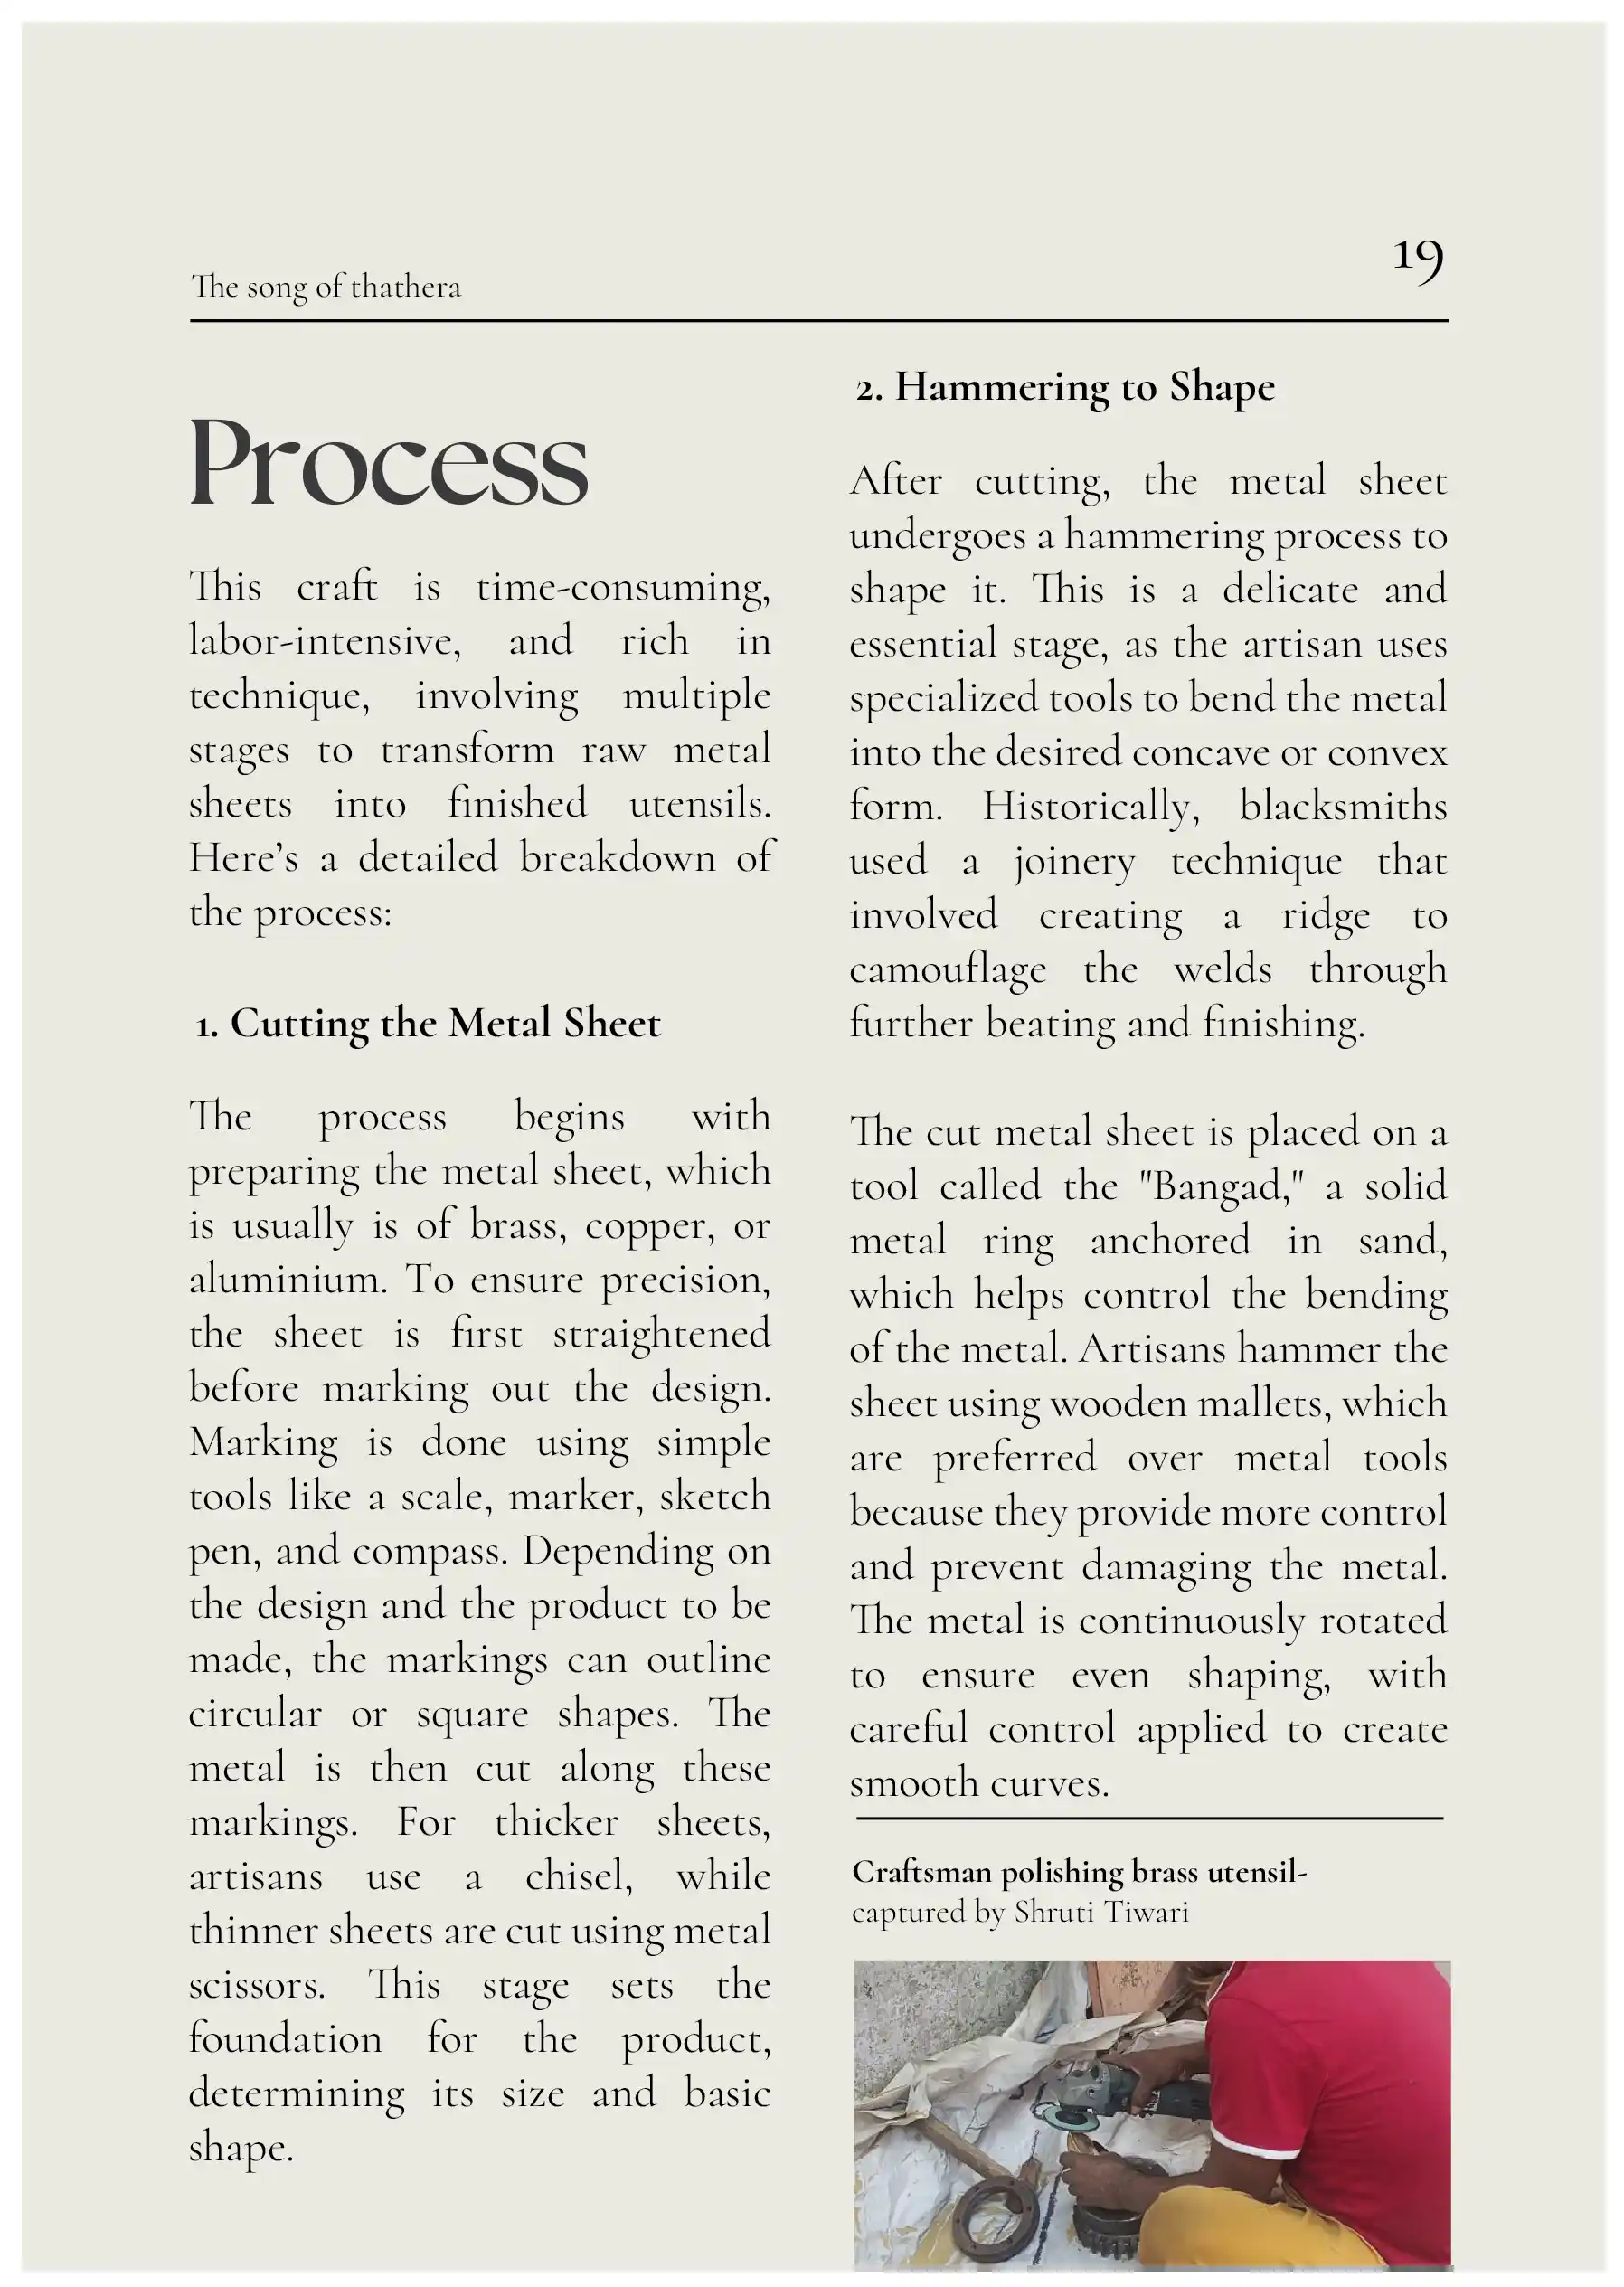 The song of thathera
19
Process
This craft is time-consuming,
labor-intensive, and rich in
technique, involving multiple
stages to transform raw metal
sheets into finished utensils.
Here's a detailed breakdown of
the process:
1. Cutting the Metal Sheet
The process begins with
preparing the metal sheet, which
is usually is of brass, copper, or
aluminium. To ensure precision,
the sheet is first straightened
before marking out the design.
Marking is done using simple
tools like a scale, marker, sketch
pen, and compass. Depending on
the design and the product to be
made, the markings can outline
circular or square shapes. The
metal is then cut along these
markings. For thicker sheets,
artisans use a chisel, while
thinner sheets are cut using metal
scissors. This stage sets the
foundation for the product,
determining its size and basic
shape.
2. Hammering to Shape
After cutting, the metal sheet
undergoes a hammering process to
shape it. This is a delicate and
essential stage, as the artisan uses
specialized tools to bend the metal
into the desired concave or convex
form. Historically, blacksmiths
used a joinery technique that
involved creating a ridge to
camouflage the welds through
further beating and finishing.
The cut metal sheet is placed on a
tool called the "Bangad," a solid
metal ring anchored in sand,
which helps control the bending
of the metal. Artisans hammer the
sheet using wooden mallets, which
are preferred over metal tools
because they provide more control
and prevent damaging the metal.
The metal is continuously rotated
to ensure even shaping, with
careful control applied to create
smooth curves.
Craftsman polishing brass utensil-
captured by Shruti Tiwari